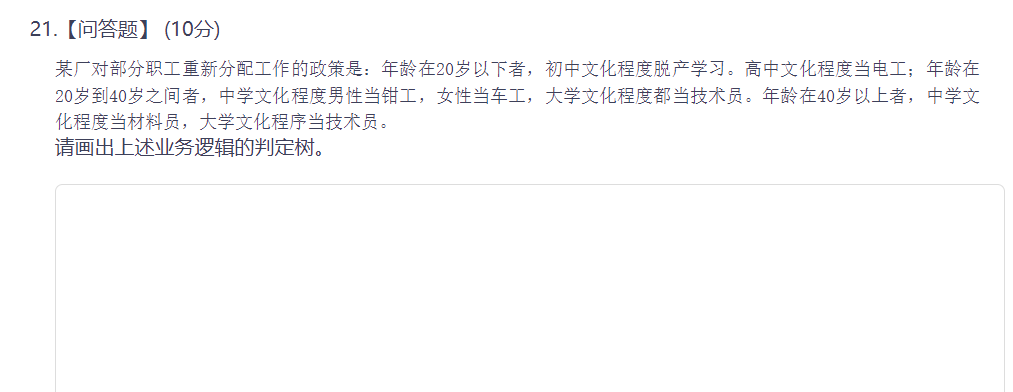 21.【问答题】 (10分)
某厂对部分职工重新分配工作的政策是：年龄在20岁以下者，初中文化程度脱产学习。高中文化程度当电工；年龄在
20岁到40岁之间者，中学文化程度男性当钳工，女性当车工，大学文化程度都当技术员。年龄在40岁以上者，中学文
化程度当材料员，大学文化程序当技术员。
请画出上述业务逻辑的判定树。